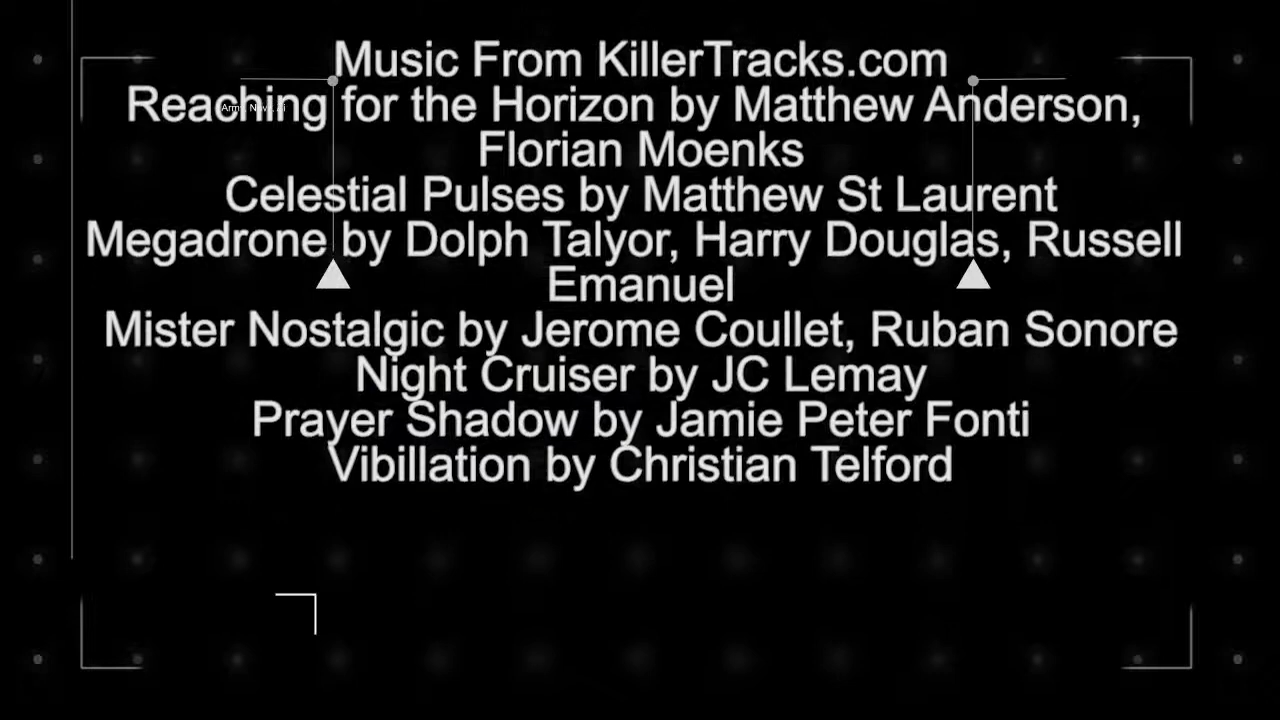 Music From KillerTracks.com
Reaching for the Horizon by Matthew Anderson,
Florian Moenks
Celestial Pulses by Matthew St Laurent
Megadrone by Dolph Talyor, Harry Douglas, Russell
Emanuel
Mister Nostalgic by Jerome Coullet, Ruban Sonore
Night Cruiser by JC Lemay
Prayer Shadow by Jamie Peter Fonti
Vibillation by Christian Telford